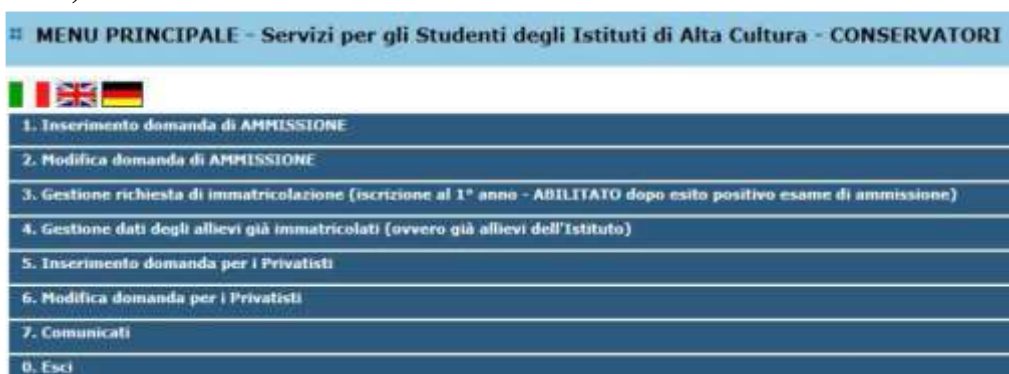 MENU PRINCIPALE - Servizi per gli Studenti degli Istituti di Alta Cultura - CONSERVATORI
1. Inserimento domanda di AMMISSIONE
2. Modifica domanda di AMMISSIONE
3. Gestione richiesta di immatricolazione (iscrizione al 1° anno - ABILITATO dopo esito positivo esame di ammissione)
4. Gestione dati degli allievi già immatricolati (ovvero già allievi dell'Istituto)
5. Inserimento domanda per i Privatisti
6. Modifica domanda per i Privatisti
7. Comunicati
0. Esci